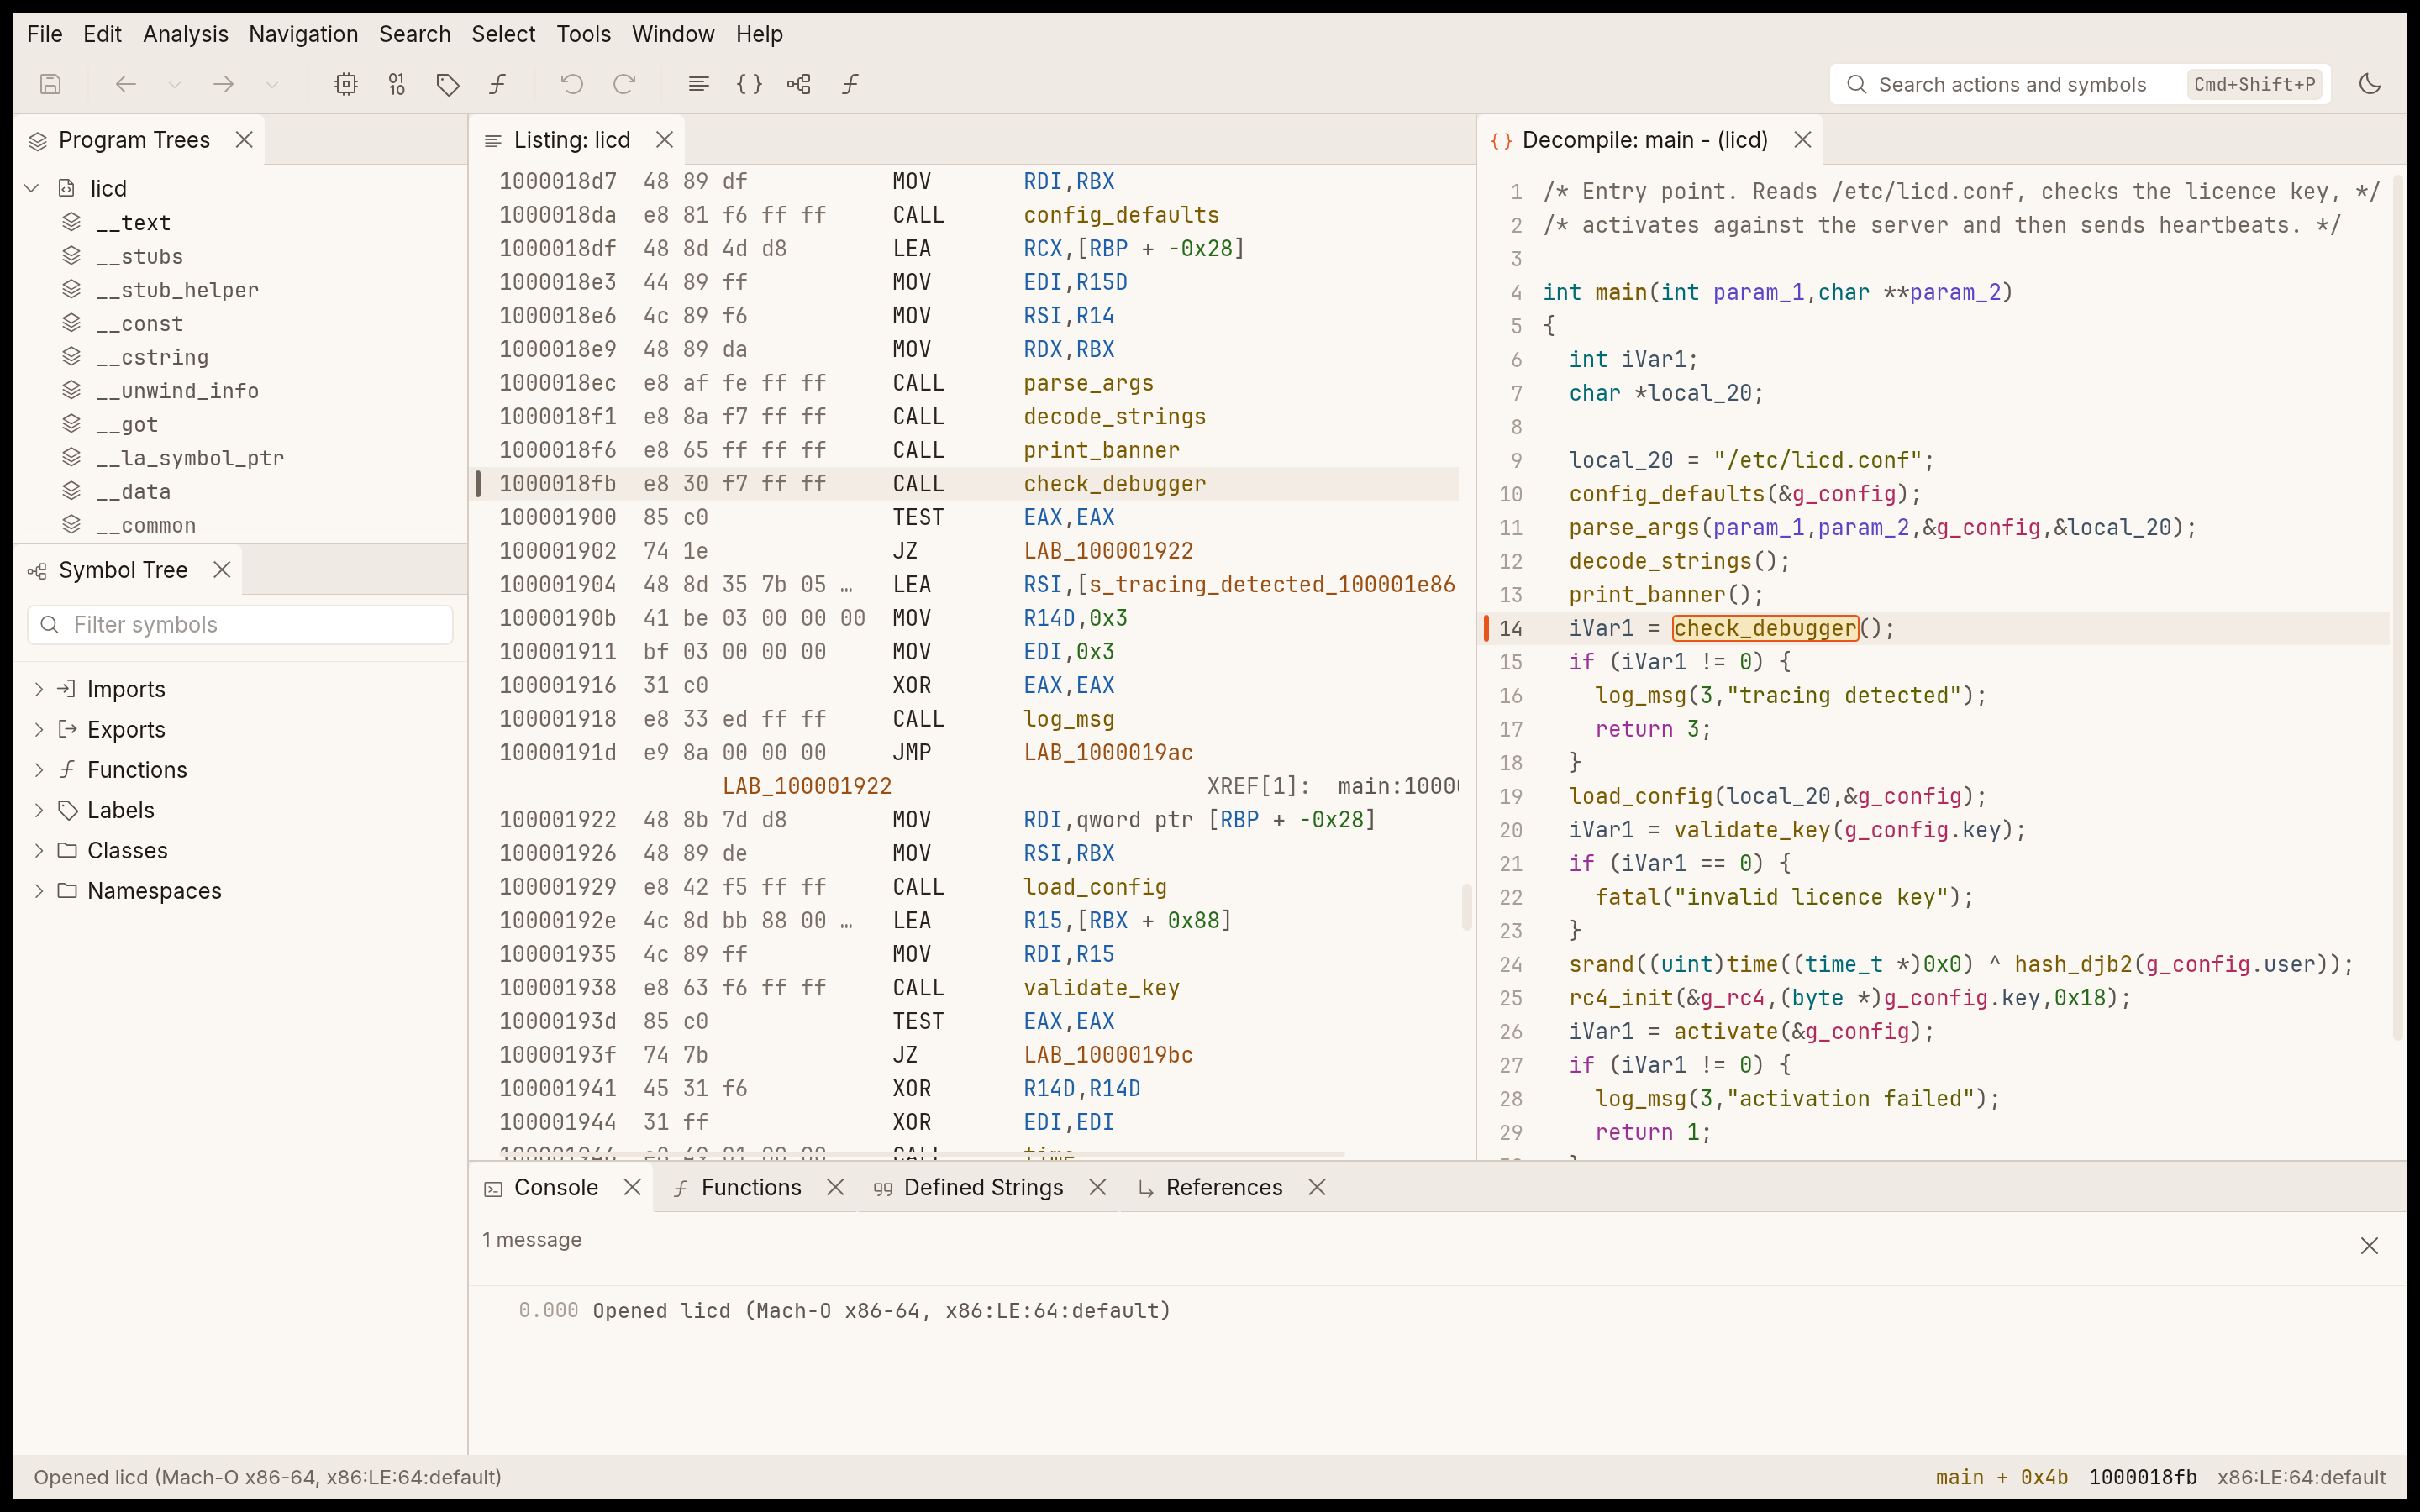 File Edit Analysis Navigation Search Select Tools Window Help
Search actions and symbols Cmd+Shift+P
Program Trees
licd
__text
__stubs
__stub_helper
__const
__cstring
__unwind_info
__got
__la_symbol_ptr
__data
__common
Symbol Tree
Filter symbols
Imports
Exports
Functions
Labels
Classes
Namespaces
Listing: licd
1000018d7 48 89 df MOV RDI,RBX
1000018da e8 81 f6 ff ff CALL config_defaults
1000018df 48 8d 4d d8 LEA RCX,[RBP + -0x28]
1000018e3 44 89 ff MOV EDI,R15D
1000018e6 4c 89 f6 MOV RSI,R14
1000018e9 48 89 da MOV RDX,RBX
1000018ec e8 af fe ff ff CALL parse_args
1000018f1 e8 8a f7 ff ff CALL decode_strings
1000018f6 e8 65 ff ff ff CALL print_banner
1000018fb e8 30 f7 ff ff CALL check_debugger
100001900 85 c0 TEST EAX,EAX
100001902 74 1e JZ LAB_100001922
100001904 48 8d 35 7b 05 … LEA RSI,[s_tracing_detected_100001e86
10000190b 41 be 03 00 00 00 MOV R14D,0x3
100001911 bf 03 00 00 00 MOV EDI,0x3
100001916 31 c0 XOR EAX,EAX
100001918 e8 33 ed ff ff CALL log_msg
10000191d e9 8a 00 00 00 JMP LAB_1000019ac
LAB_100001922 XREF[1]: main:1000
100001922 48 8b 7d d8 MOV RDI,qword ptr [RBP + -0x28]
100001926 48 89 de MOV RSI,RBX
100001929 e8 42 f5 ff ff CALL load_config
10000192e 4c 8d bb 88 00 … LEA R15,[RBX + 0x88]
100001935 4c 89 ff MOV RDI,R15
100001938 e8 63 f6 ff ff CALL validate_key
10000193d 85 c0 TEST EAX,EAX
10000193f 74 7b JZ LAB_1000019bc
100001941 45 31 f6 XOR R14D,R14D
100001944 31 ff XOR EDI,EDI
Decompile: main - (licd)
1 /* Entry point. Reads /etc/licd.conf, checks the licence key, */
2 /* activates against the server and then sends heartbeats. */
3
4 int main(int param_1,char **param_2)
5 {
6 int iVar1;
7 char *local_20;
8
9 local_20 = "/etc/licd.conf";
10 config_defaults(&g_config);
11 parse_args(param_1,param_2,&g_config,&local_20);
12 decode_strings();
13 print_banner();
14 iVar1 = check_debugger();
15 if (iVar1 != 0) {
16 log_msg(3,"tracing detected");
17 return 3;
18 }
19 load_config(local_20,&g_config);
20 iVar1 = validate_key(g_config.key);
21 if (iVar1 == 0) {
22 fatal("invalid licence key");
23 }
24 srand((uint)time((time_t *)0x0) ^ hash_djb2(g_config.user));
25 rc4_init(&g_rc4,(byte *)g_config.key,0x18);
26 iVar1 = activate(&g_config);
27 if (iVar1 != 0) {
28 log_msg(3,"activation failed");
29 return 1;
Console Functions Defined Strings References
1 message
0.000 Opened licd (Mach-O x86-64, x86:LE:64:default)
Opened licd (Mach-O x86-64, x86:LE:64:default)
main + 0x4b 1000018fb x86:LE:64:default